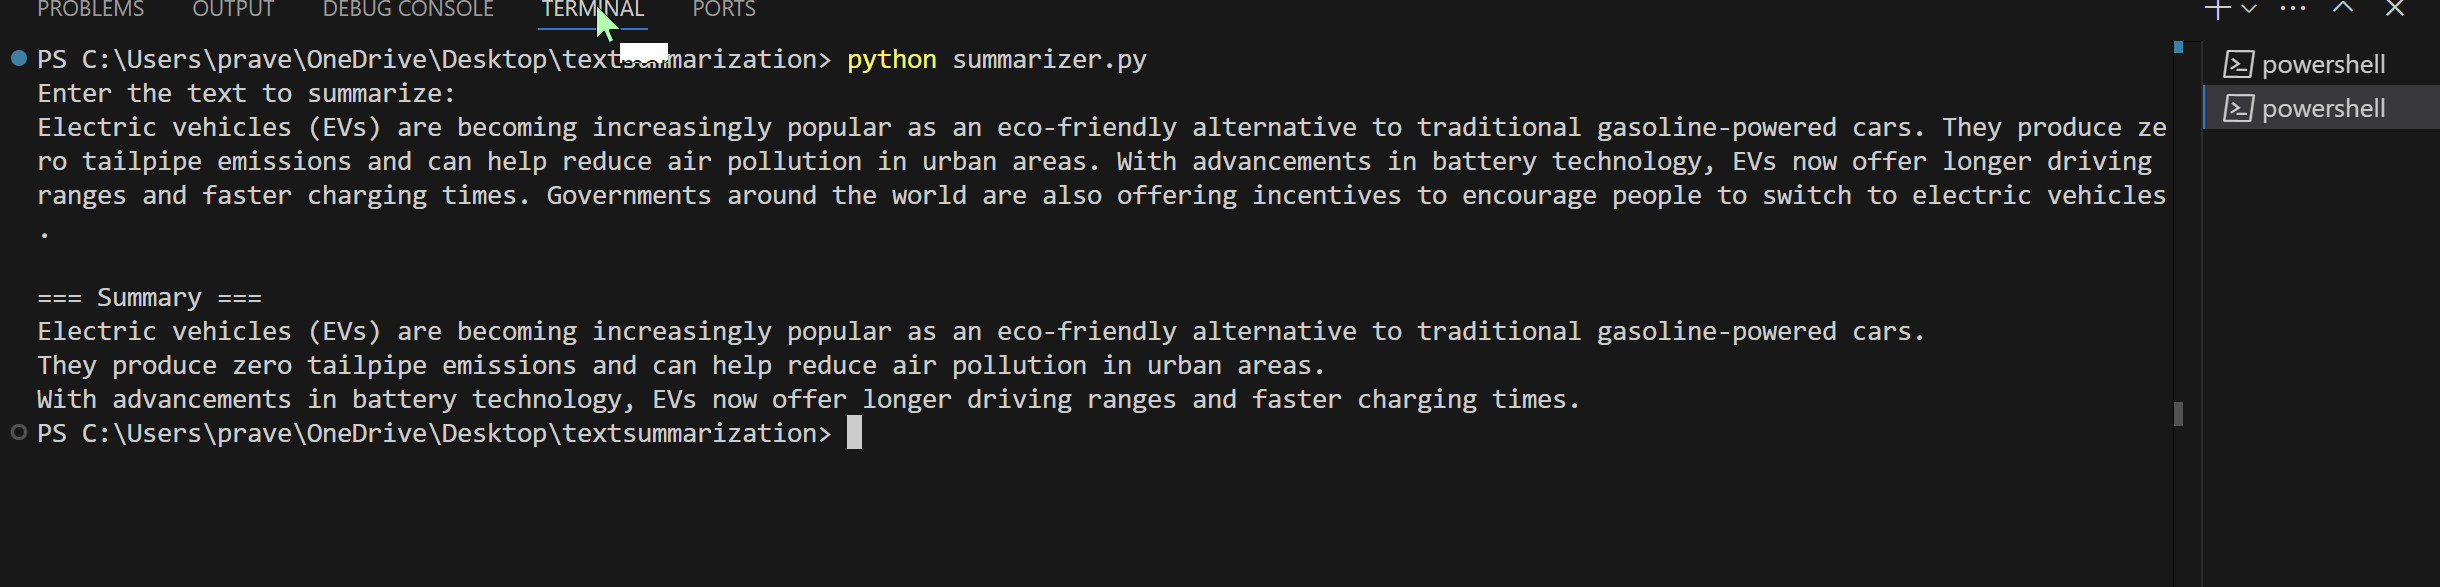 PROBLEMS OUTPUT DEBUG CONSOLE TERMINAL PORTS
PS C:\Users\prave\OneDrive\Desktop\textsummarization> python summarizer.py
powershell
Enter the text to summarize:
powershell
Electric vehicles (EVs) are becoming increasingly popular as an eco-friendly alternative to traditional gasoline-powered cars. They produce ze
ro tailpipe emissions and can help reduce air pollution in urban areas. With advancements in battery technology, EVs now offer longer driving
ranges and faster charging times. Governments around the world are also offering incentives to encourage people to switch to electric vehicles
.
=== Summary ===
Electric vehicles (EVs) are becoming increasingly popular as an eco-friendly alternative to traditional gasoline-powered cars.
They produce zero tailpipe emissions and can help reduce air pollution in urban areas.
With advancements in battery technology, EVs now offer longer driving ranges and faster charging times.
PS C:\Users\prave\OneDrive\Desktop\textsummarization>